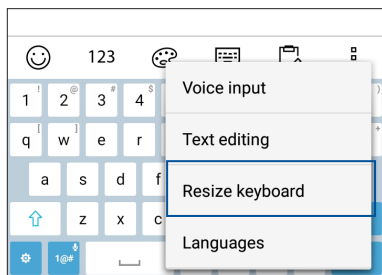 123
Voice input
1 ! 2 @ 3 # 4 $ )
Text editing
q [ w ] e r +
Resize keyboard
a s d f
z x c
Languages
1@#